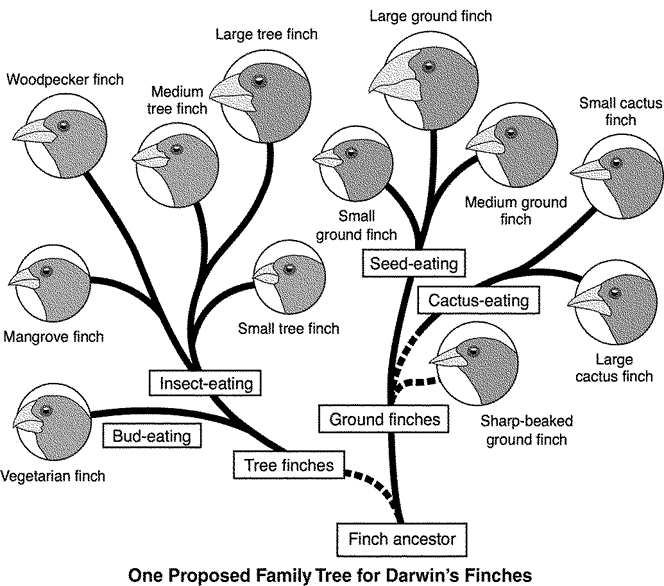 Large ground finches
Large tree finch
Woodpecker finch
Medium
tree finch
Small cactus
finch
Small
ground finch
Medium ground
finch
Seed-eating
Cactus-eating
Mangrove finch
Small tree finch
Large
cactus finch
Insect-eating
Ground finches
Sharp-beaked
ground finch
Bud-eating
Vegetarian finch
Tree finches
Finch ancestor
One Proposed Family Tree for Darwin's Finches